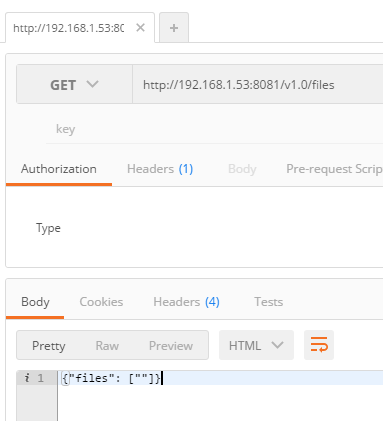 http://192.168.1.53:80 ✕ +
GET http://192.168.1.53:8081/v1.0/files
key
Authorization Headers (1) Body Pre-request Scrip
Type
Body Cookies Headers (4) Tests
Pretty Raw Preview HTML
i 1 {"files": [""]}